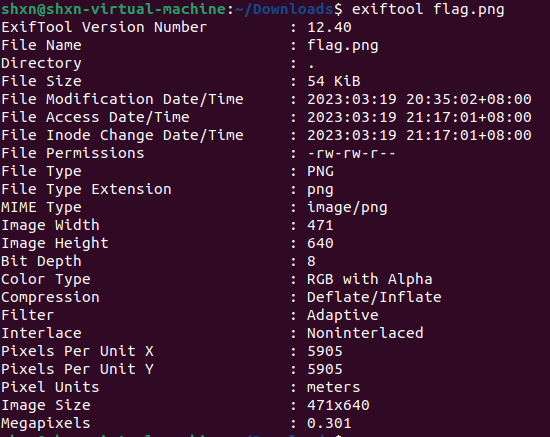 shxn@shxn-virtual-machine:~/Downloads$ exiftool flag.png
ExifTool Version Number : 12.40
File Name : flag.png
Directory : .
File Size : 54 KiB
File Modification Date/Time : 2023:03:19 20:35:02+08:00
File Access Date/Time : 2023:03:19 21:17:01+08:00
File Inode Change Date/Time : 2023:03:19 21:17:01+08:00
File Permissions : -rw-rw-r--
File Type : PNG
File Type Extension : png
MIME Type : image/png
Image Width : 471
Image Height : 640
Bit Depth : 8
Color Type : RGB with Alpha
Compression : Deflate/Inflate
Filter : Adaptive
Interlace : Noninterlaced
Pixels Per Unit X : 5905
Pixels Per Unit Y : 5905
Pixel Units : meters
Image Size : 471x640
Megapixels : 0.301